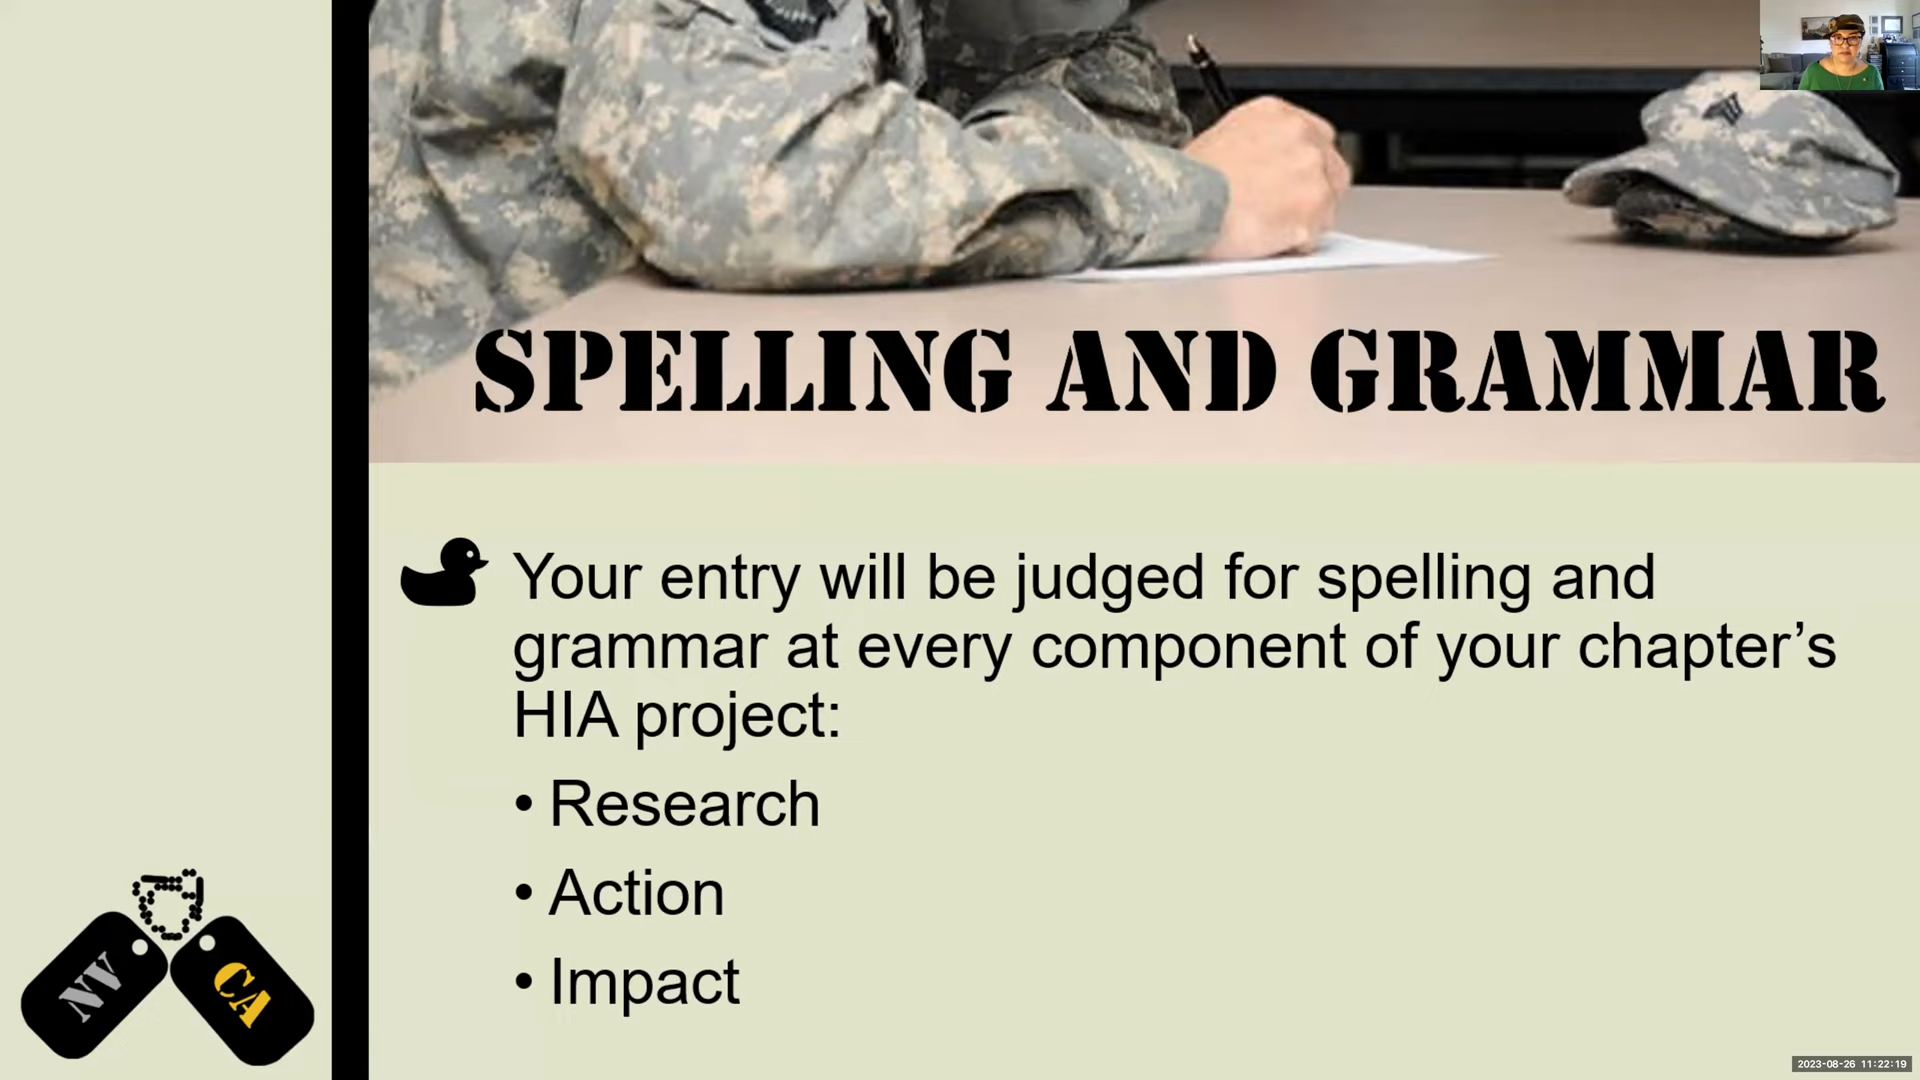 SPELLING AND GRAMMAR
Your entry will be judged for spelling and
grammar at every component of your chapter’s
HIA project:
• Research
• Action
• Impact
NV
CA
2023-08-26 11:22:19